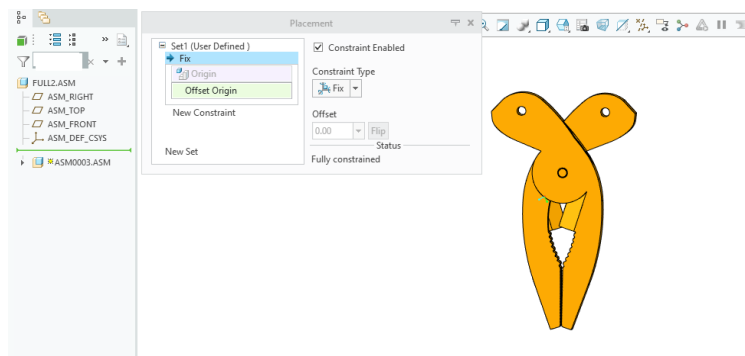 Placement
Set1 (User Defined )
Fix
Origin
Offset Origin
New Constraint
New Set
Constraint Enabled
Constraint Type
Fix
Offset
0.00
Flip
Status
Fully constrained
FULL2.ASM
ASM_RIGHT
ASM_TOP
ASM_FRONT
ASM_DEF_CSYS
ASM0003.ASM